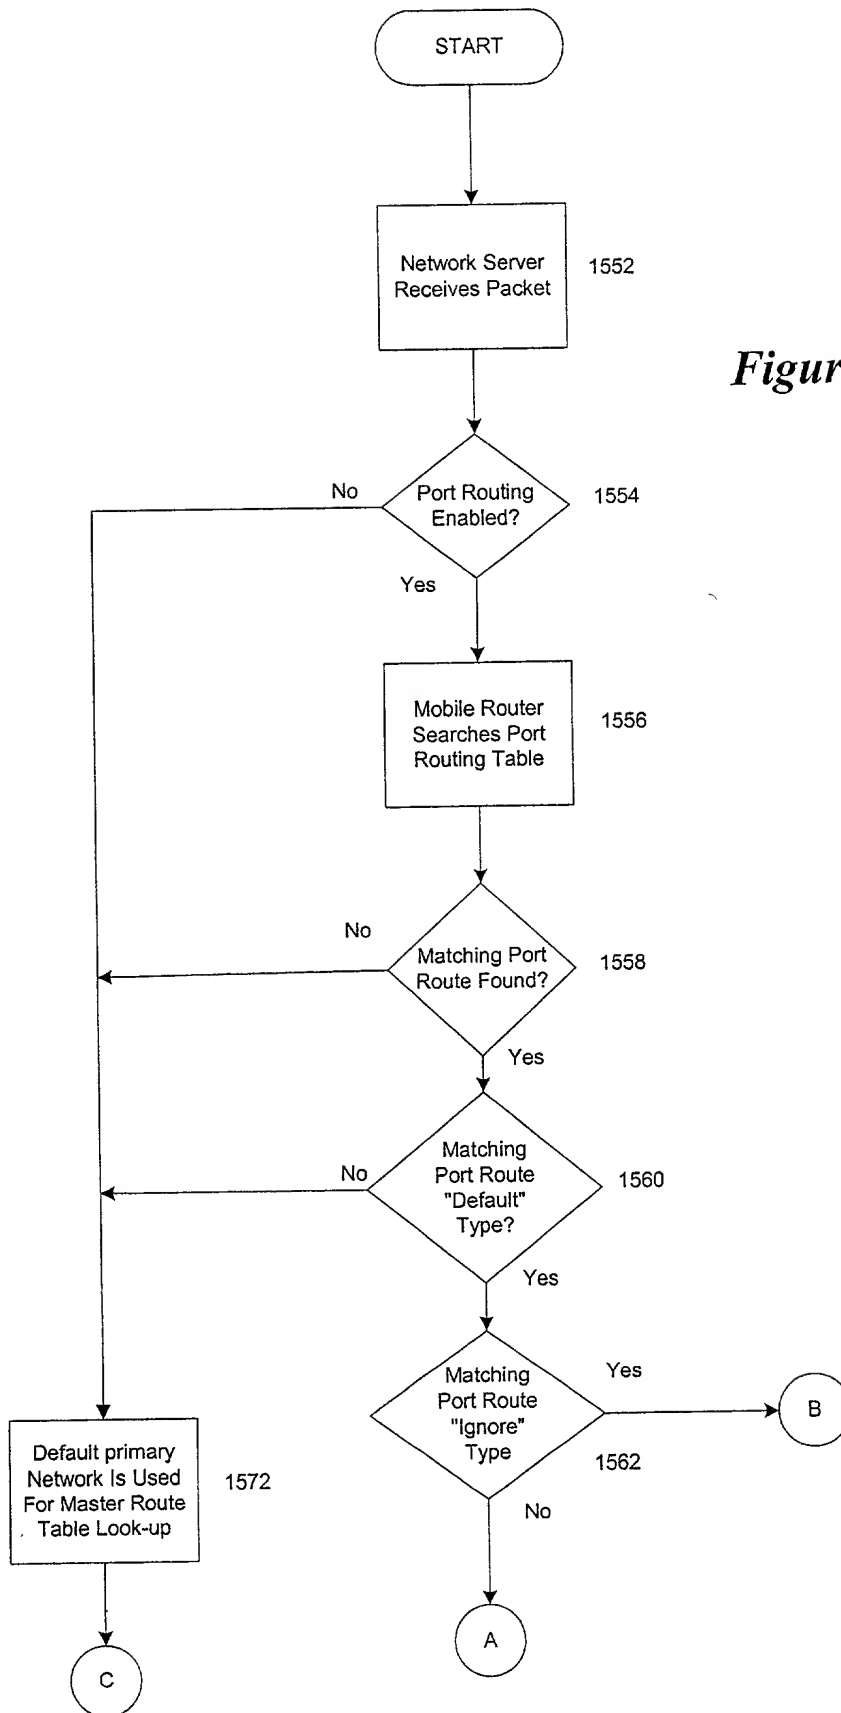 START
Network Server
Receives Packet
1552
Figur
No
Port Routing
Enabled?
1554
Yes
Mobile Router
Searches Port
Routing Table
1556
No
Matching Port
Route Found?
1558
Yes
No
Matching
Port Route
"Default"
Type?
1560
Yes
Matching
Port Route
"Ignore"
Type
Yes
1562
B
No
Default primary
Network Is Used
For Master Route
Table Look-up
1572
A
C